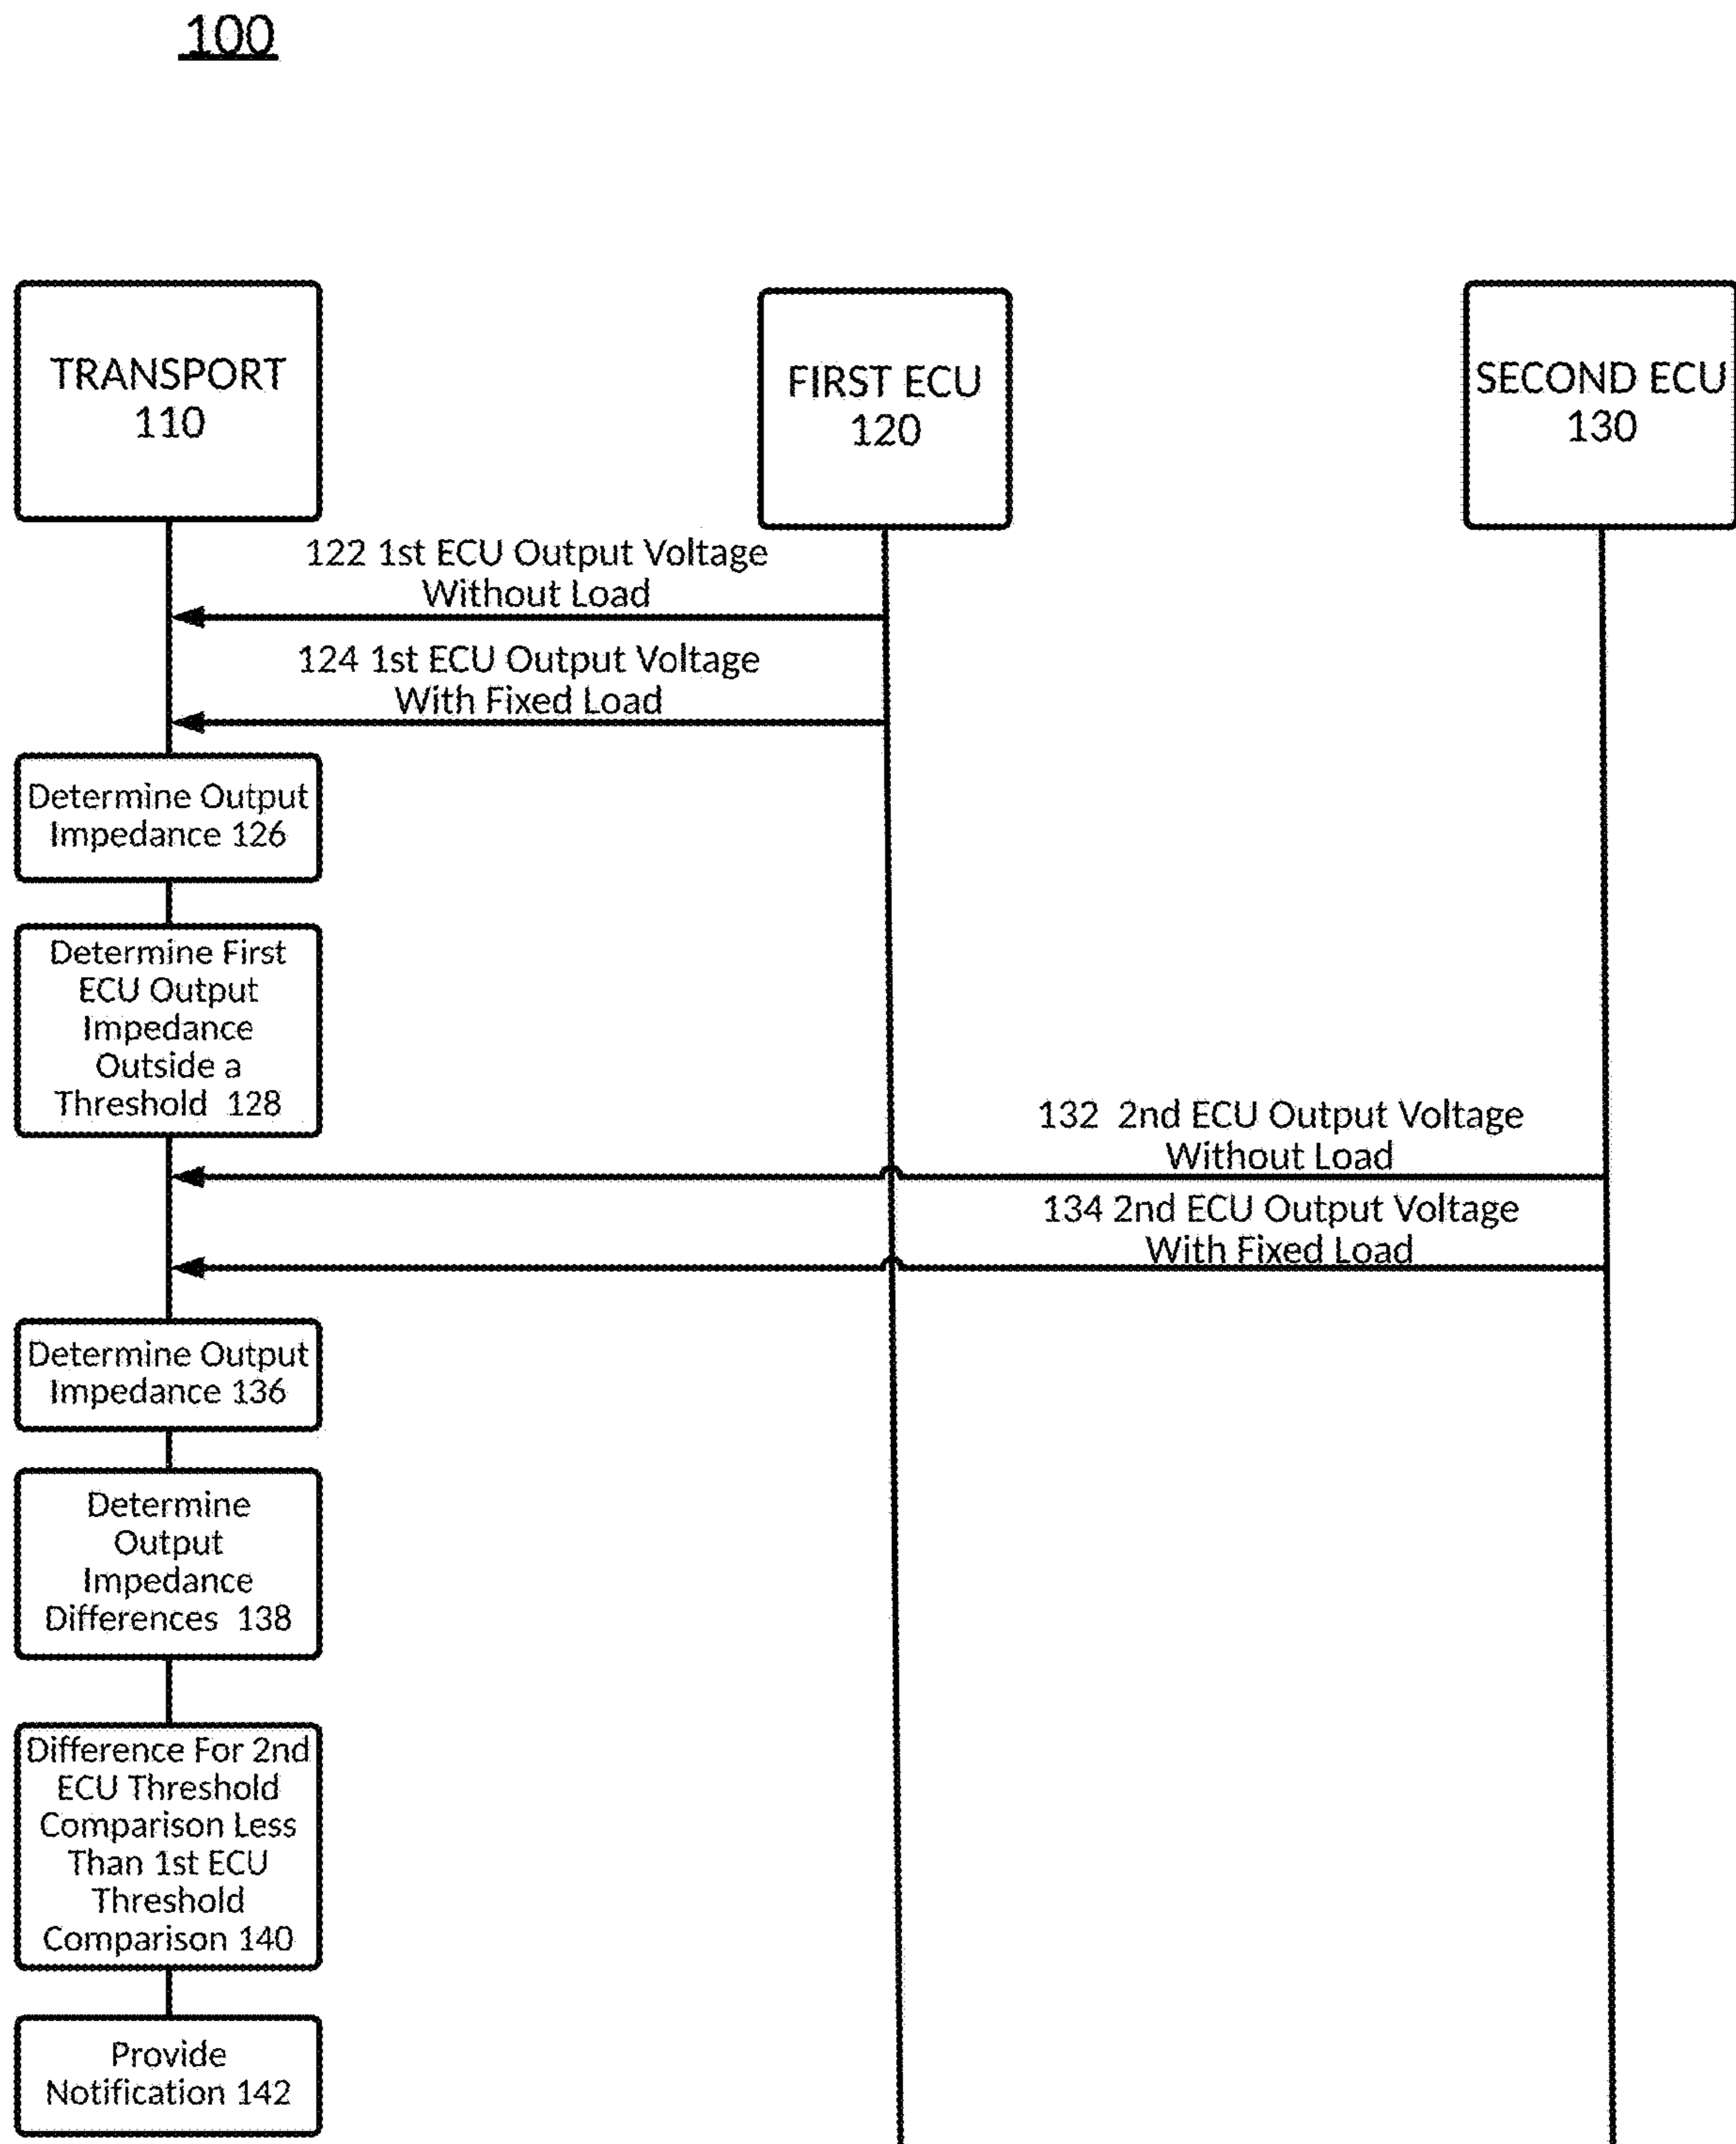 100
TRANSPORT
110
FIRST ECU
120
SECOND ECU
130
122 1st ECU Output Voltage
Without Load
124 1st ECU Output Voltage
With Fixed Load
Determine Output
Impedance 126
Determine First
ECU Output
Impedance
Outside a
Threshold 128
132 2nd ECU Output Voltage
Without Load
134 2nd ECU Output Voltage
With Fixed Load
Determine Output
Impedance 136
Determine
Output
Impedance
Differences 138
Difference For 2nd
ECU Threshold
Comparison Less
Than 1st ECU
Threshold
Comparison 140
Provide
Notification 142